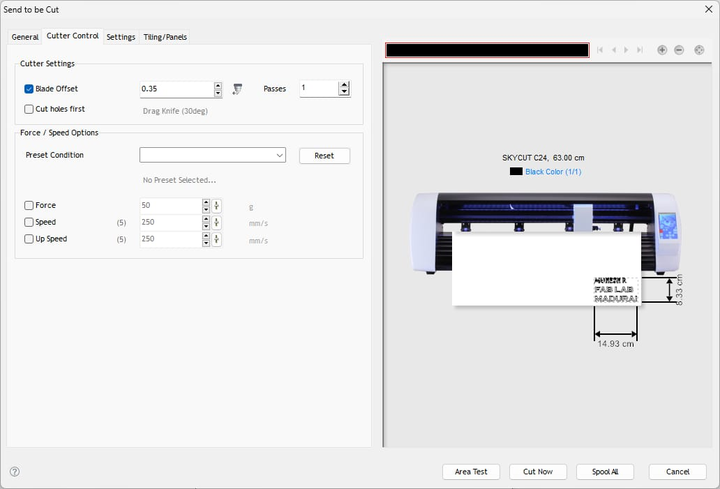 Send to be Cut
General Cutter Control Settings Tiling/Panels
Cutter Settings
Blade Offset 0.35 Passes 1
Cut holes first Drag Knife (30deg)
Force / Speed Options
Preset Condition Reset
No Preset Selected...
Force 50 g
Speed (5) 250 mm/s
Up Speed (5) 250 mm/s
SKYCUT C24, 63.00 cm
Black Color (1/1)
FAB LAB
MADURAI
8.33 cm
14.93 cm
? Area Test Cut Now Spool All Cancel